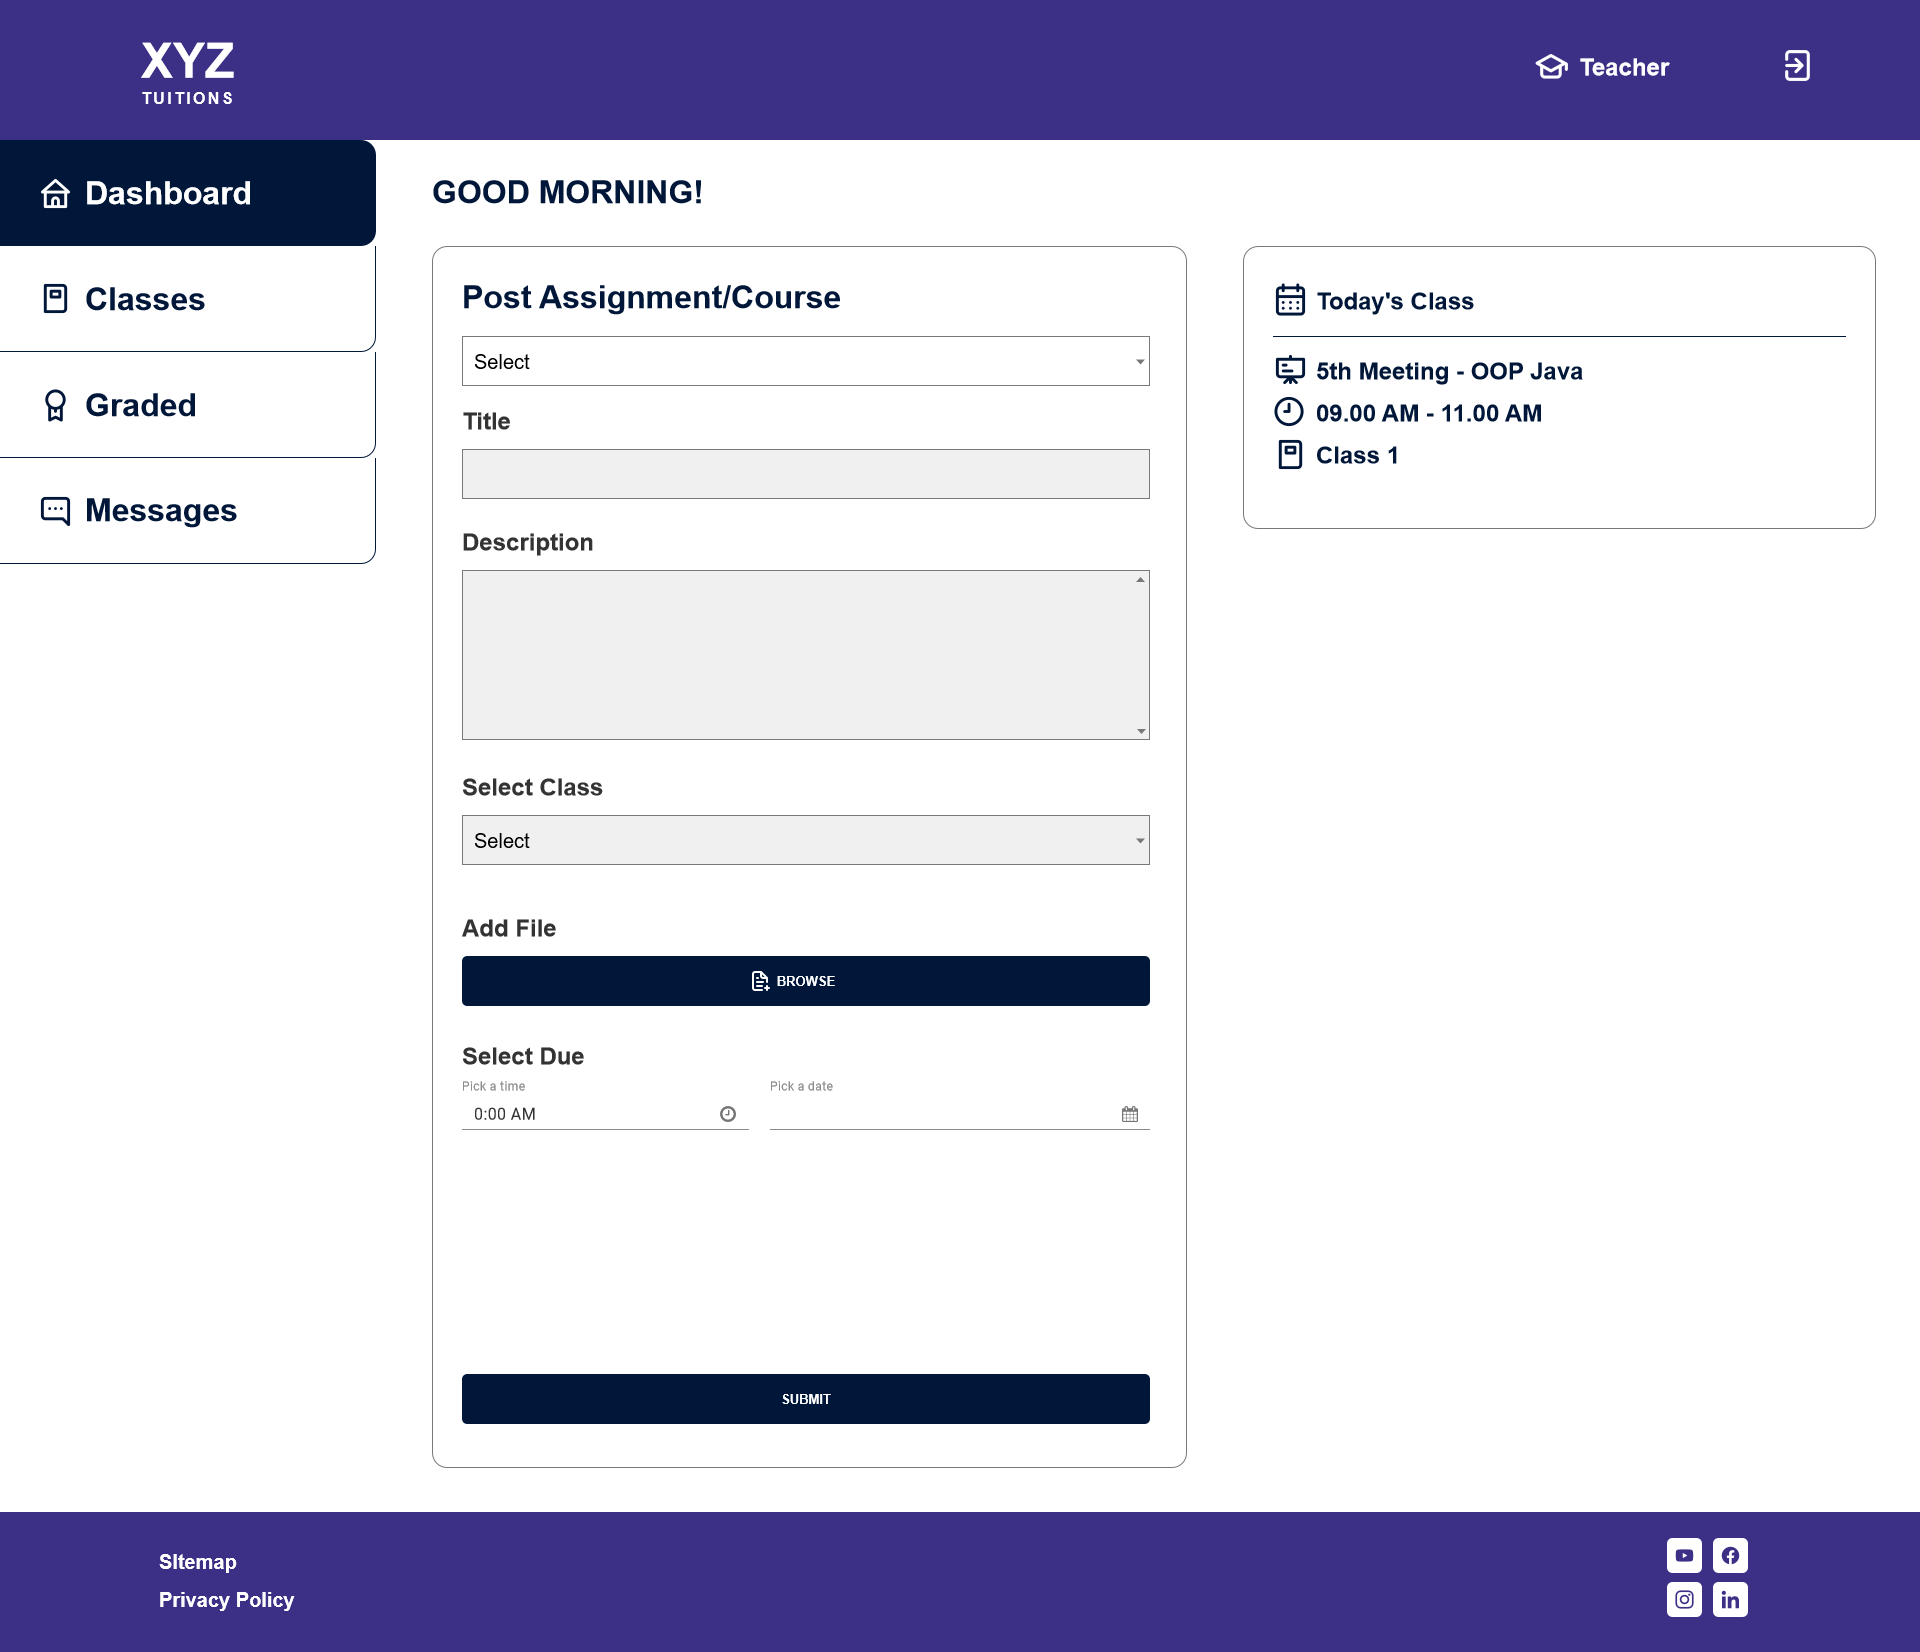 XYZ
TUITIONS
Teacher
Dashboard
Classes
Graded
Messages
GOOD MORNING!
Post Assignment/Course
Select
Title
Description
Select Class
Select
Add File
BROWSE
Select Due
Pick a time
Pick a date
0:00 AM
SUBMIT
Today's Class
5th Meeting - OOP Java
09.00 AM - 11.00 AM
Class 1
SItemap
Privacy Policy